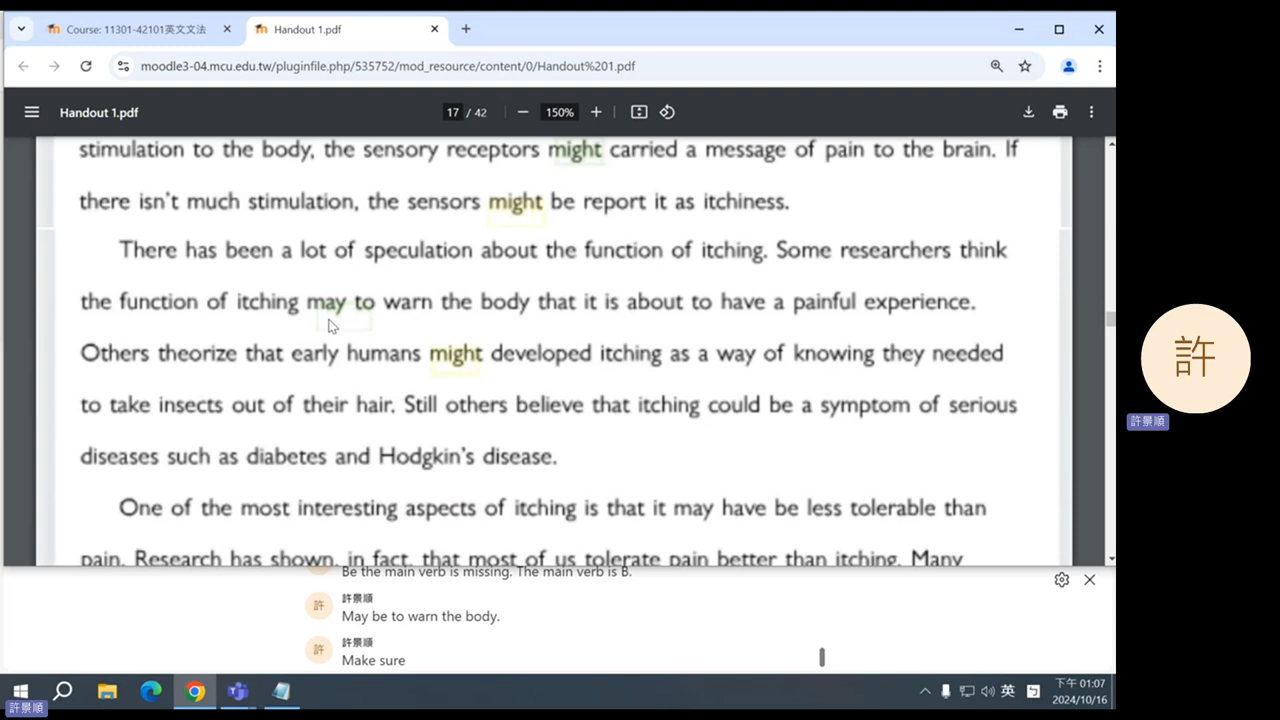 Course: 11301-42101英文文法
Handout 1.pdf
moodle3-04.mcu.edu.tw/pluginfile.php/535752/mod_resource/content/0/Handout%201.pdf
Handout 1.pdf
17 / 42
150%
stimulation to the body, the sensory receptors might carried a message of pain to the brain. If
there isn't much stimulation, the sensors might be report it as itchiness.
There has been a lot of speculation about the function of itching. Some researchers think
the function of itching may to warn the body that it is about to have a painful experience.
Others theorize that early humans might developed itching as a way of knowing they needed
to take insects out of their hair. Still others believe that itching could be a symptom of serious
diseases such as diabetes and Hodgkin's disease.
One of the most interesting aspects of itching is that it may have be less tolerable than
pain. Research has shown, in fact, that most of us tolerate pain better than itching. Many
許
許景順
Be the main verb is missing. The main verb is B.
許
許景順
May be to warn the body.
許
許景順
Make sure
英
下午 01:07
2024/10/16
許景順